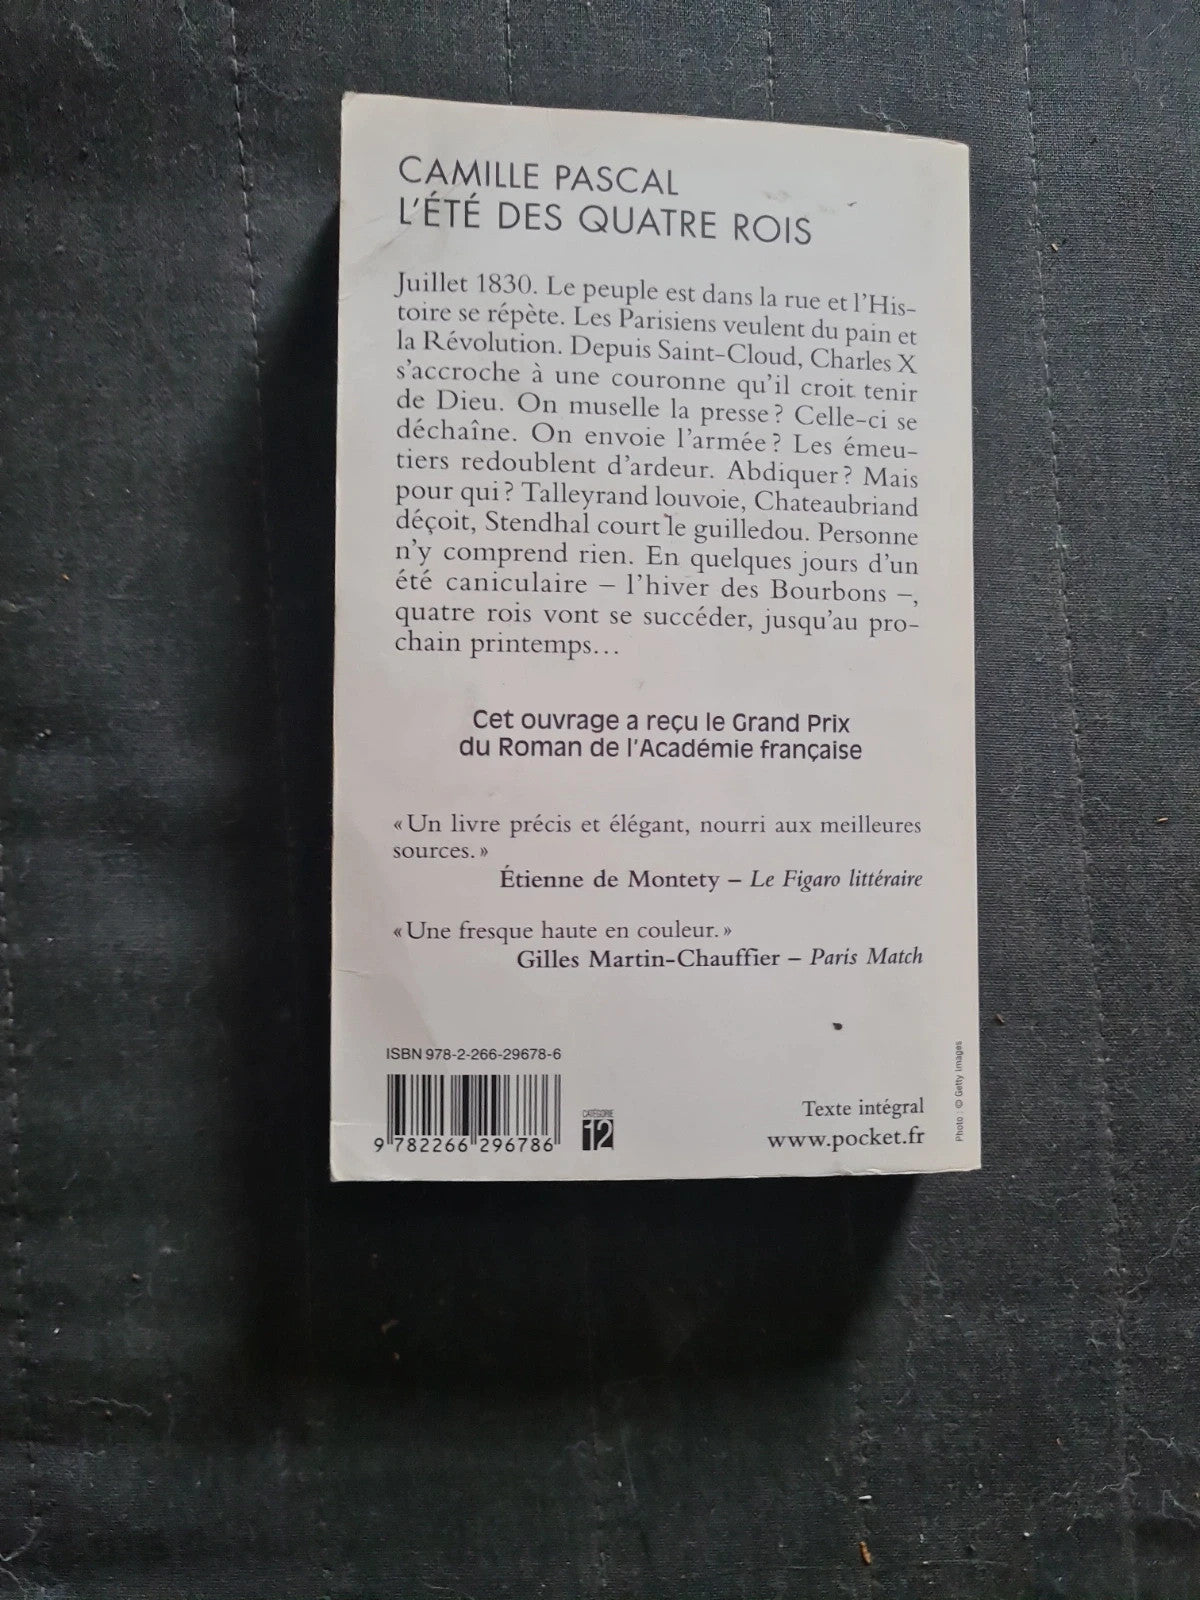 CAMILLE PASCAL
L'ÉTÉ DES QUATRE ROIS
Juillet 1830. Le peuple est dans la rue et l'His-
toire se répète. Les Parisiens veulent du pain et
la Révolution. Depuis Saint-Cloud, Charles X
s'accroche à une couronne qu'il croit tenir
de Dieu. On muselle la presse ? Celle-ci se
déchaîne. On envoie l'armée ? Les émeu-
tiers redoublent d'ardeur. Abdiquer ? Mais
pour qui ? Talleyrand louvoie, Chateaubriand
déçoit, Stendhal court le guilledou. Personne
n'y comprend rien. En quelques jours d'un
été caniculaire – l'hiver des Bourbons –,
quatre rois vont se succéder, jusqu'au pro-
chain printemps...
Cet ouvrage a reçu le Grand Prix
du Roman de l'Académie française
« Un livre précis et élégant, nourri aux meilleures
sources. »
Étienne de Montety – Le Figaro littéraire
« Une fresque haute en couleur. »
Gilles Martin-Chauffier – Paris Match
ISBN 978-2-266-29678-6
9 782266 296786
CATÉGORIE
12
Texte intégral
www.pocket.fr
Photo : © Getty Images